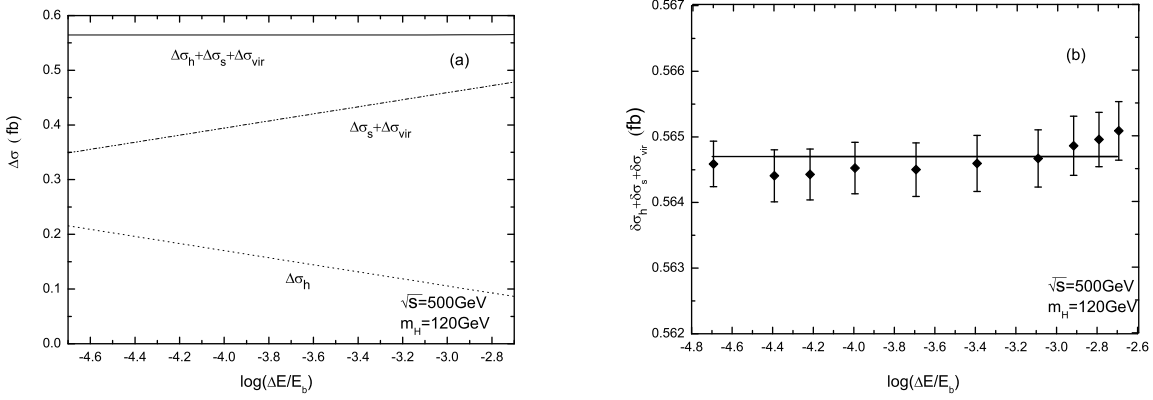 0.6
0.5
0.4
0.3
0.2
0.1
0.0
Δσ ( fb)
Δσh+Δσs+Δσvir
(a)
Δσs+Δσvir
Δσh
√s=500GeV
mH=120GeV
-4.6 -4.4 -4.2 -4.0 -3.8 -3.6 -3.4 -3.2 -3.0 -2.8
log(ΔE/Eb)
0.567
0.566
0.565
0.564
0.563
0.562
δσh+δσs+δσvir (fb)
(b)
√s=500GeV
mH=120GeV
-4.8 -4.6 -4.4 -4.2 -4.0 -3.8 -3.6 -3.4 -3.2 -3.0 -2.8 -2.6
log(ΔE/Eb)